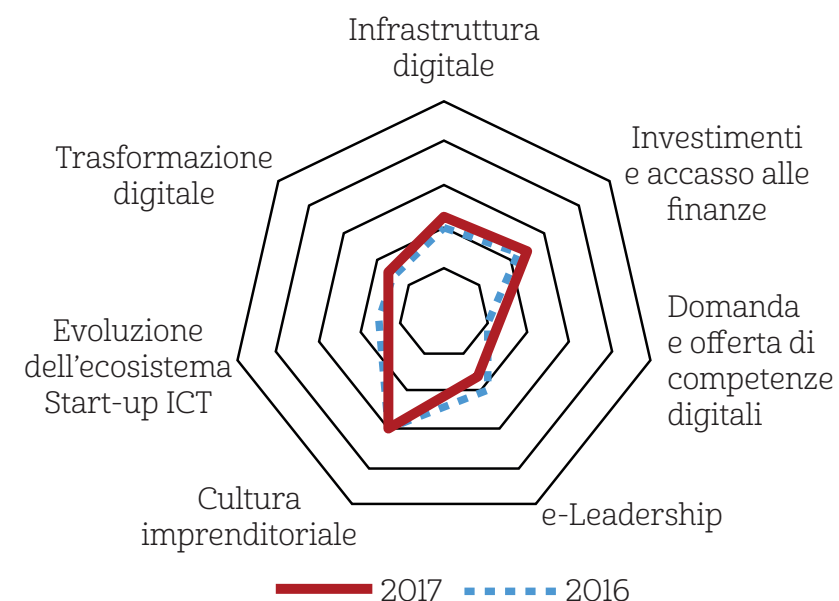 Infrastruttura
digitale
Investimenti
e accasso alle
finanze
Trasformazione
digitale
Domanda
e offerta di
competenze
digitali
Evoluzione
dell’ecosistema
Start-up ICT
Cultura
imprenditoriale
e-Leadership
2017
2016